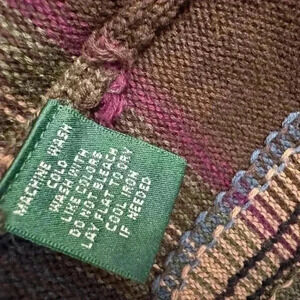 MACHINE WASH
COLD
WASH WITH
LIKE COLORS
DO NOT BLEACH
LAY FLAT TO DRY
COOL IRON
IF NEEDED